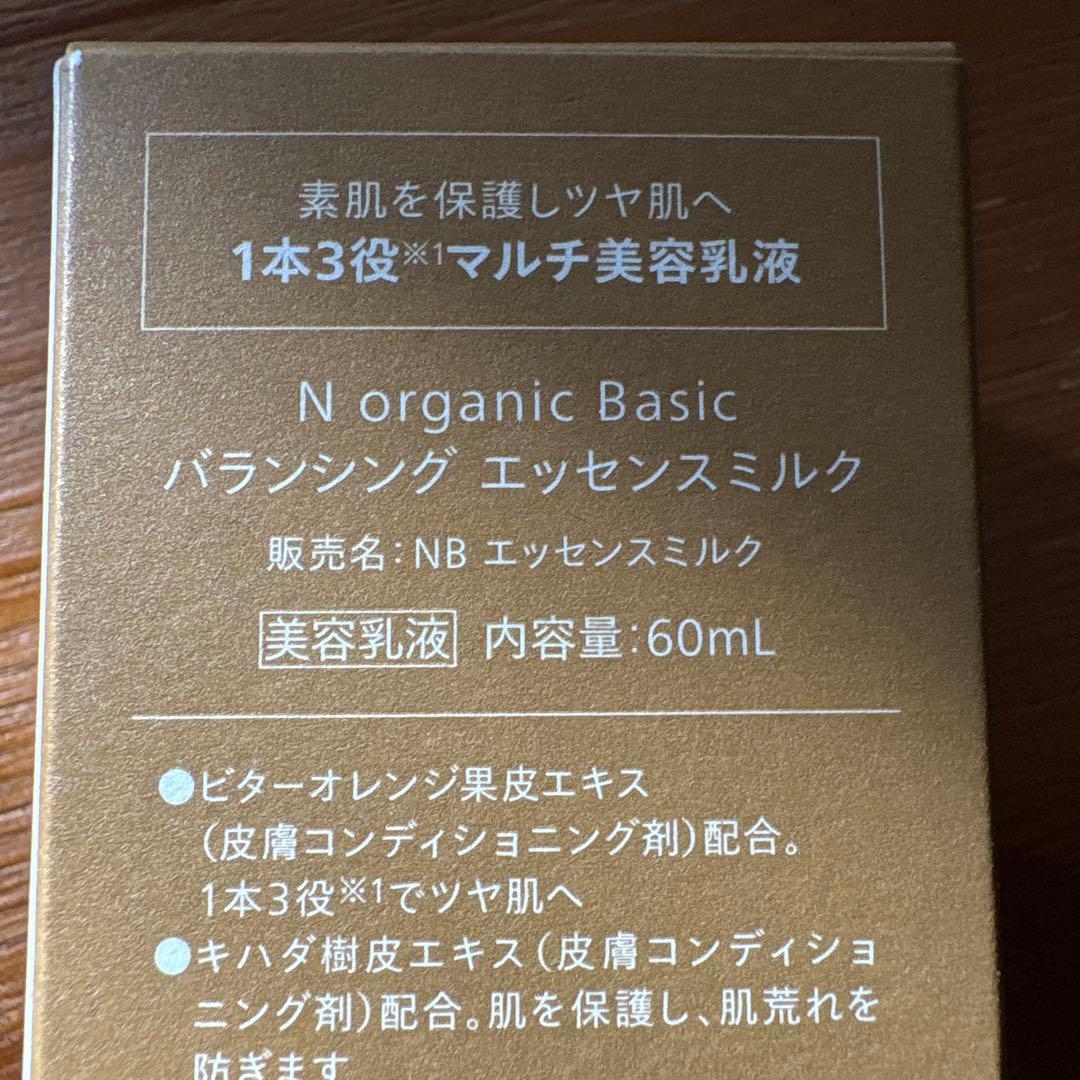 素肌を保護しツヤ肌へ
1本3役※1マルチ美容乳液
N organic Basic
バランシング エッセンスミルク
販売名：NB エッセンスミルク
美容乳液 内容量：60mL
●ビターオレンジ果皮エキス
（皮膚コンディショニング剤）配合。
1本3役※1でツヤ肌へ
●キハダ樹皮エキス（皮膚コンディショ
ニング剤）配合。肌を保護し、肌荒れを
防ぎます